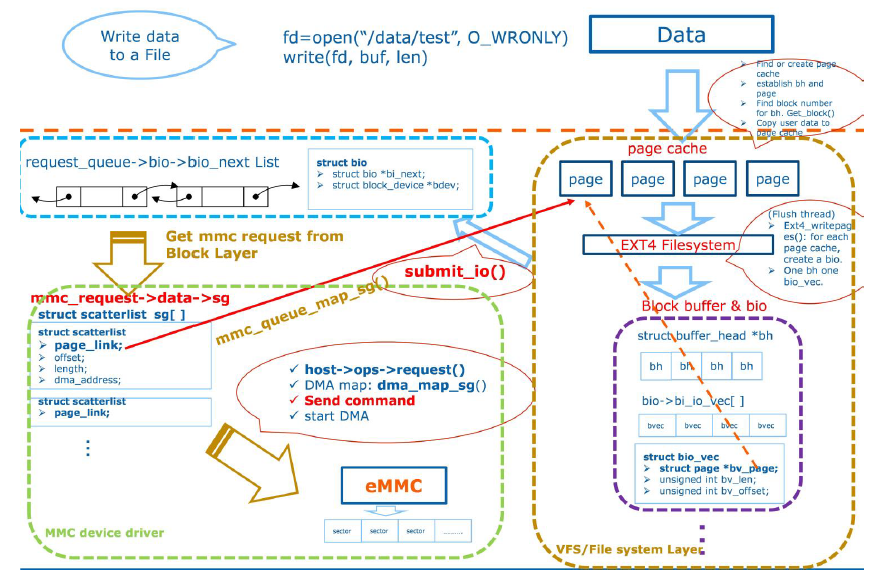 Write data
to a File
fd=open(“/data/test”, O_WRONLY)
write(fd, buf, len)
Data
➢ Find or create page
cache
➢ establish bh and
page
➢ Find block number
for bh. Get_block()
➢ Copy user data to
page cache
request_queue->bio->bio_next List
struct bio
➢ struct bio *bi_next;
➢ struct block_device *bdev;
page cache
page
page
page
page
(Flush thread)
➢ Ext4_writepag
es(): for each
page cache,
create a bio.
➢ One bh one
bio_vec.
EXT4 Filesystem
Get mmc request from
Block Layer
submit_io()
mmc_queue_map_sg()
mmc_request->data->sg
struct scatterlist sg[ ]
struct scatterlist
➢ page_link;
➢ offset;
➢ length;
➢ dma_address;
struct scatterlist
➢ page_link;
⋮
✓ host->ops->request()
✓ DMA map: dma_map_sg()
✓ Send command
✓ start DMA
eMMC
sector
sector
sector
.........
MMC device driver
Block buffer & bio
struct buffer_head *bh
bh
bh
bh
bh
bio->bi_io_vec[ ]
bvec
bvec
bvec
bvec
struct bio_vec
➢ struct page *bv_page;
➢ unsigned int bv_len;
➢ unsigned int bv_offset;
⋮
VFS/File system Layer